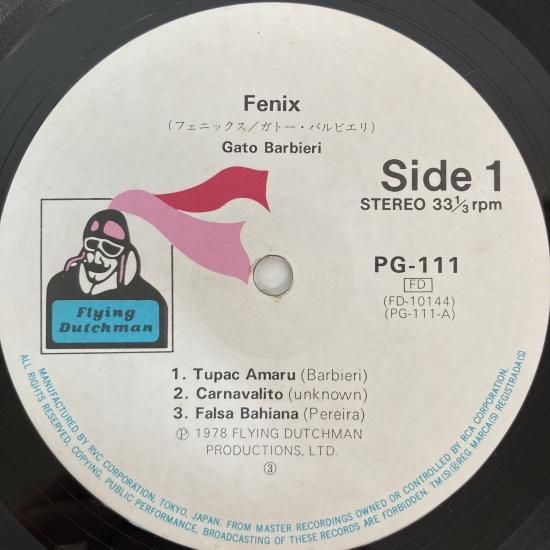 Fenix
(フェニックス/ガトー・バルビエリ)
Gato Barbieri
Side 1
STEREO 33⅓ rpm
Flying
Dutchman
PG-111
FD
(FD-10144)
(PG-111-A)
1. Tupac Amaru (Barbieri)
2. Carnavalito (unknown)
3. Falsa Bahiana (Pereira)
Ⓟ 1978 FLYING DUTCHMAN
PRODUCTIONS, LTD.
③
MANUFACTURED BY RVC CORPORATION, TOKYO, JAPAN. FROM MASTER RECORDINGS OWNED OR CONTROLLED BY RCA CORPORATION.
ALL RIGHTS RESERVED. COPYING, PUBLIC PERFORMANCE, BROADCASTING OF THESE RECORDS ARE FORBIDDEN. TM(S)®REG MARCA(S) REGISTRADA(S)